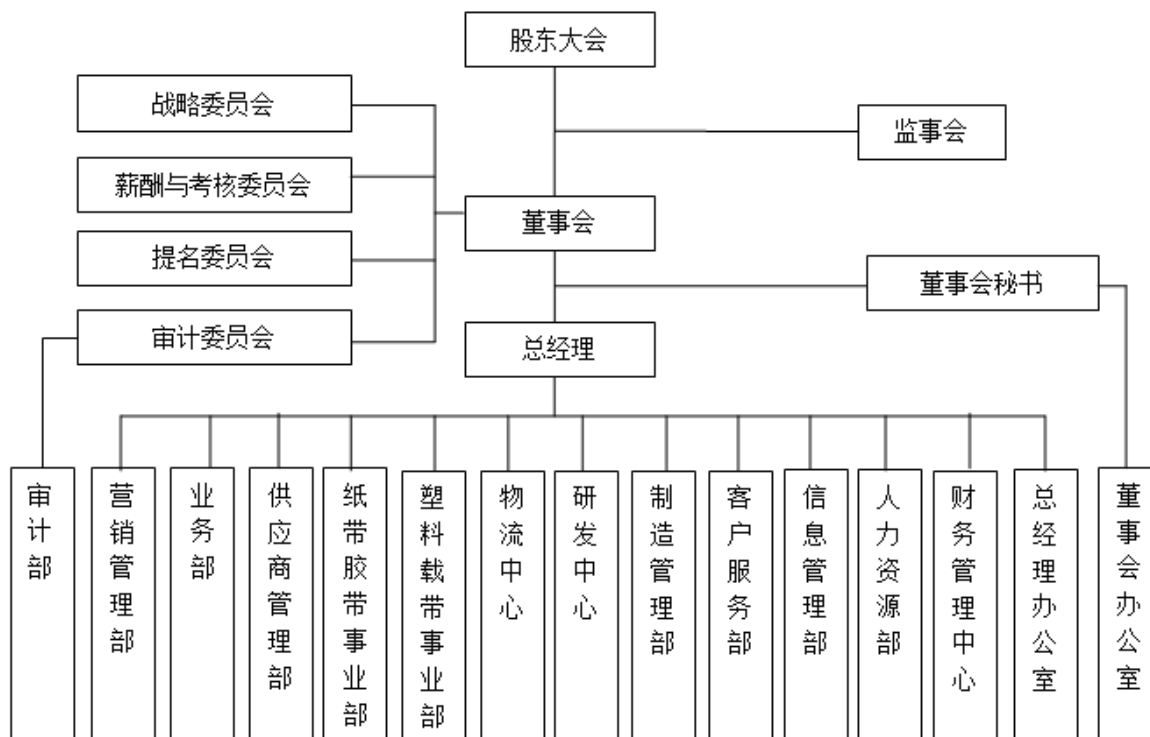 股东大会
战略委员会
监事会
薪酬与考核委员会
董事会
提名委员会
董事会秘书
审计委员会
总经理
审计部
营销管理部
业务部
供应商管理部
纸带胶带事业部
塑料载带事业部
物流中心
研发中心
制造管理部
客户服务部
信息管理部
人力资源部
财务管理中心
总经理办公室
董事会办公室